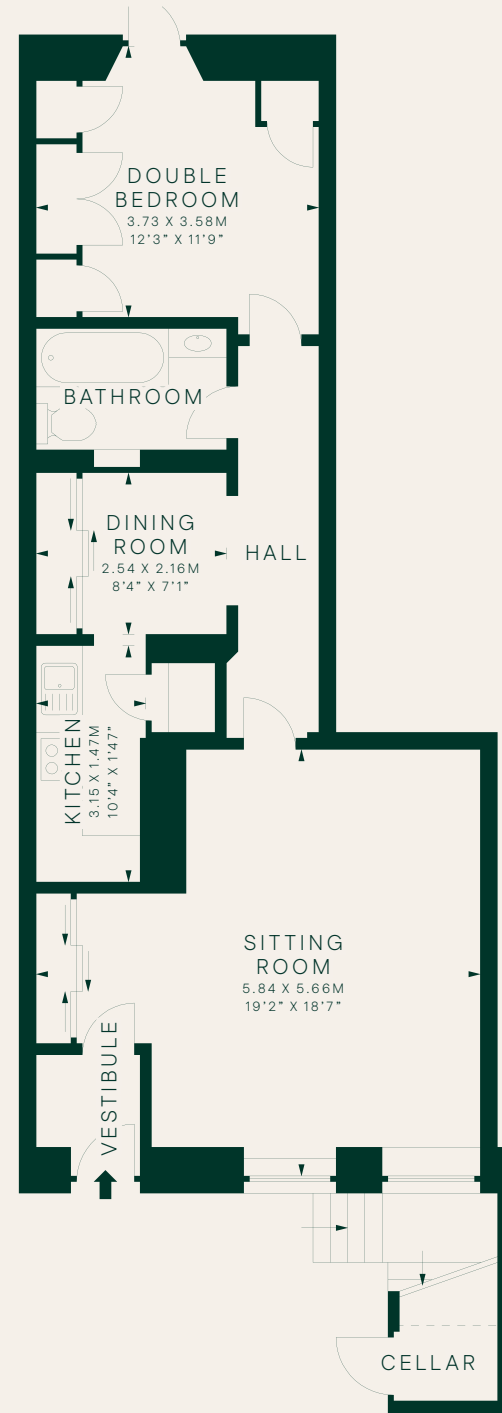 DOUBLE
BEDROOM
3.73 X 3.58M
12’3” X 11’9”
BATHROOM
DINING
ROOM
2.54 X 2.16M
8’4” X 7’1”
HALL
KITCHEN
3.15 X 1.47M
10’4” X 1’47”
SITTING
ROOM
5.84 X 5.66M
19’2” X 18’7”
VESTIBULE
CELLAR